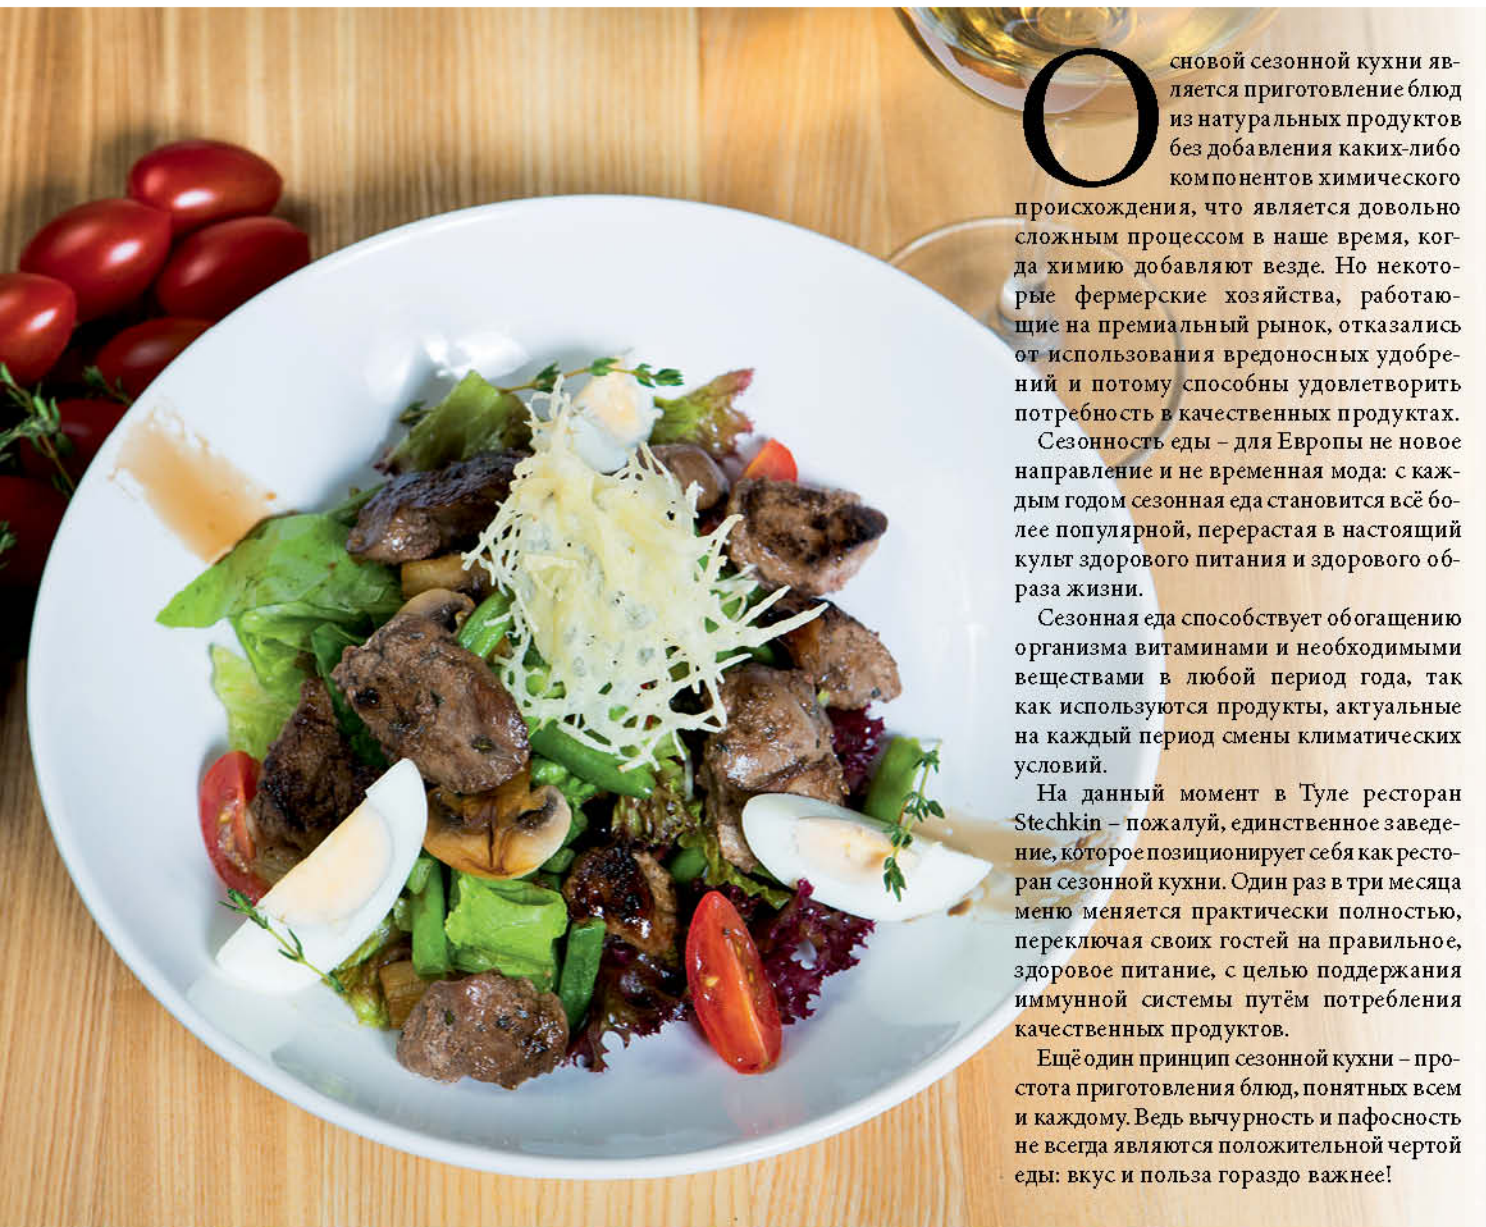 Основой сезонной кухни яв-
ляется приготовление блюд
из натуральных продуктов
без добавления каких-либо
компонентов химического
происхождения, что является довольно
сложным процессом в наше время, ког-
да химию добавляют везде. Но некото-
рые фермерские хозяйства, работаю-
щие на премиальный рынок, отказались
от использования вредоносных удобре-
ний и потому способны удовлетворить
потребность в качественных продуктах.
Сезонность еды – для Европы не новое
направление и не временная мода: с каж-
дым годом сезонная еда становится всё бо-
лее популярной, перерастая в настоящий
культ здорового питания и здорового об-
раза жизни.
Сезонная еда способствует обогащению
организма витаминами и необходимыми
веществами в любой период года, так
как используются продукты, актуальные
на каждый период смены климатических
условий.
На данный момент в Туле ресторан
Stechkin – пожалуй, единственное заведе-
ние, которое позиционирует себя как ресто-
ран сезонной кухни. Один раз в три месяца
меню меняется практически полностью,
переключая своих гостей на правильное,
здоровое питание, с целью поддержания
иммунной системы путём потребления
качественных продуктов.
Ещё один принцип сезонной кухни – про-
стота приготовления блюд, понятных всем
и каждому. Ведь вычурность и пафосность
не всегда являются положительной чертой
еды: вкус и польза гораздо важнее!